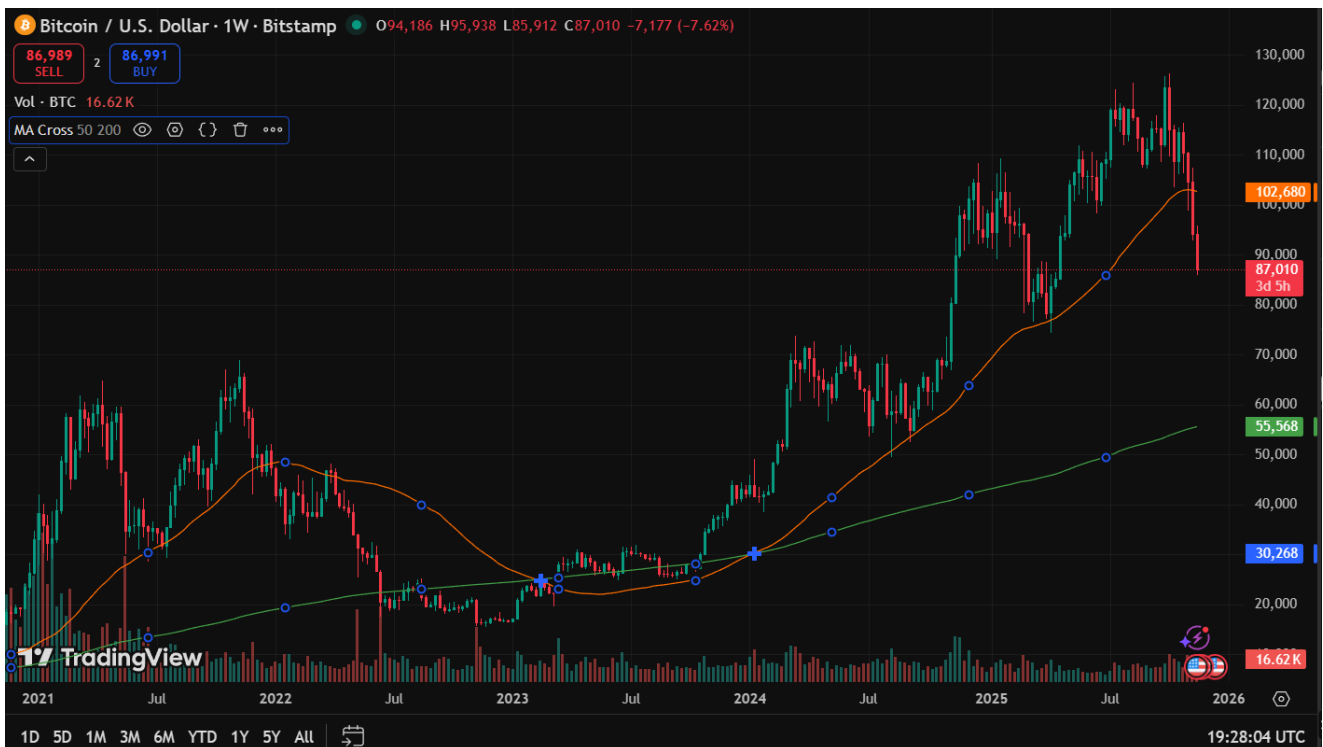 Bitcoin / U.S. Dollar · 1W · Bitstamp O94,186 H95,938 L85,912 C87,010 −7,177 (−7.62%)
86,989 2 86,991
SELL BUY
Vol · BTC 16.62 K
MA Cross 50 200
130,000
120,000
110,000
102,680
100,000
90,000
87,010
3d 5h
80,000
70,000
60,000
55,568
50,000
40,000
30,268
20,000
16.62 K
TradingView
2021 Jul 2022 Jul 2023 Jul 2024 Jul 2025 Jul 2026
1D 5D 1M 3M 6M YTD 1Y 5Y All 19:28:04 UTC